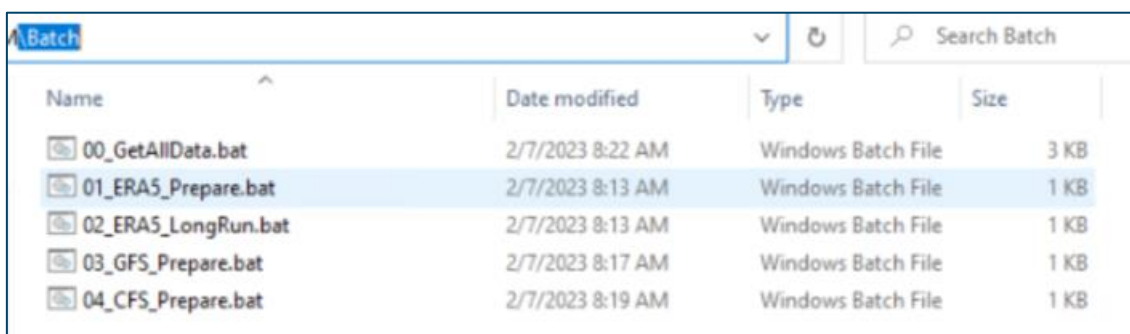 \Batch Search Batch
Name Date modified Type Size
00_GetAllData.bat 2/7/2023 8:22 AM Windows Batch File 3 KB
01_ERA5_Prepare.bat 2/7/2023 8:13 AM Windows Batch File 1 KB
02_ERA5_LongRun.bat 2/7/2023 8:13 AM Windows Batch File 1 KB
03_GFS_Prepare.bat 2/7/2023 8:17 AM Windows Batch File 1 KB
04_CFS_Prepare.bat 2/7/2023 8:19 AM Windows Batch File 1 KB